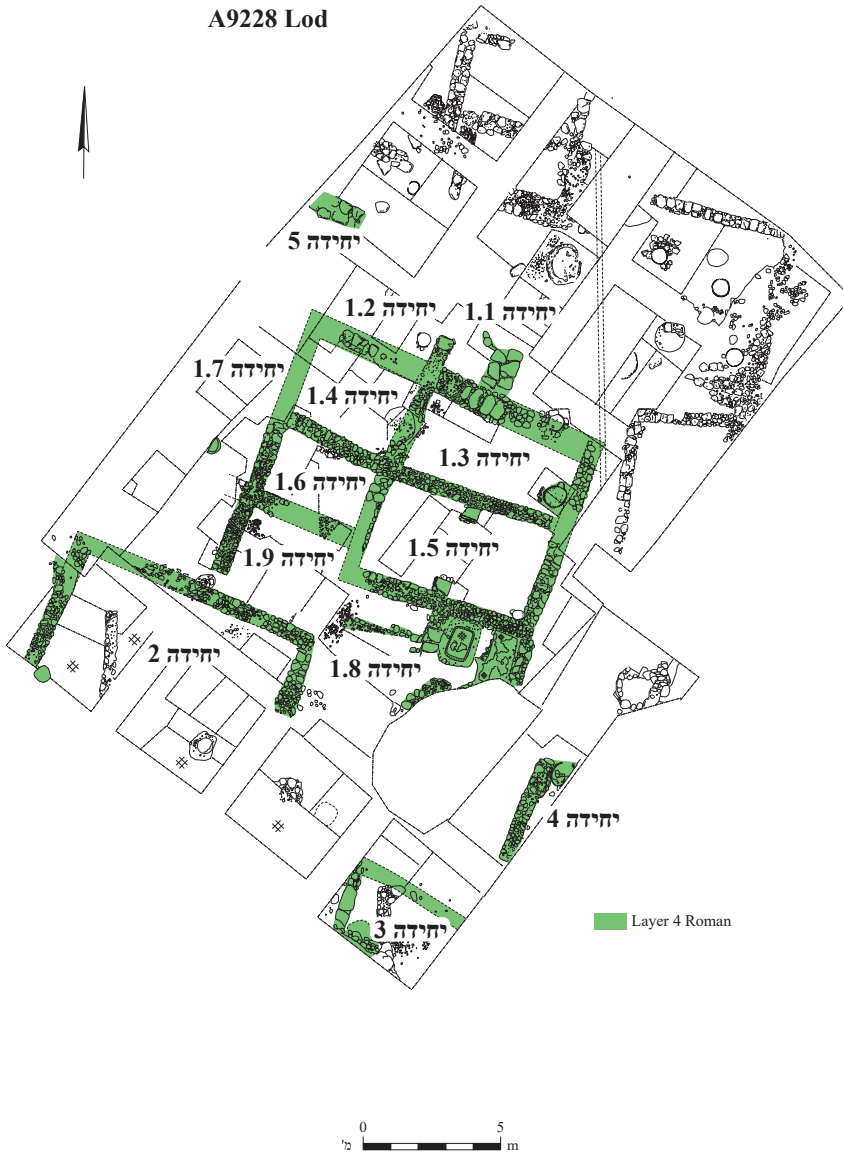 A9228 Lod
יחידה 5
יחידה 1.2
יחידה 1.1
יחידה 1.7
יחידה 1.4
יחידה 1.3
יחידה 1.6
יחידה 1.5
יחידה 1.9
יחידה 2
יחידה 1.8
יחידה 4
יחידה 3
Layer 4 Roman
0 5
מ' m